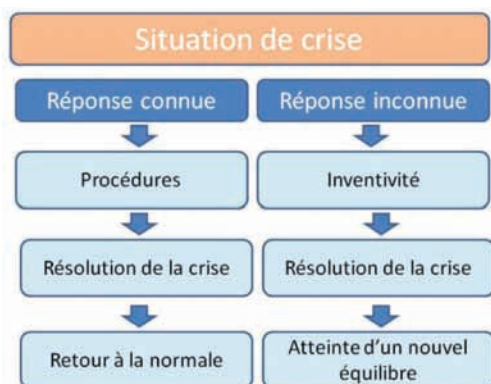 Situation de crise
Réponse connue
Réponse inconnue
Procédures
Inventivité
Résolution de la crise
Résolution de la crise
Retour à la normale
Atteinte d'un nouvel
équilibre